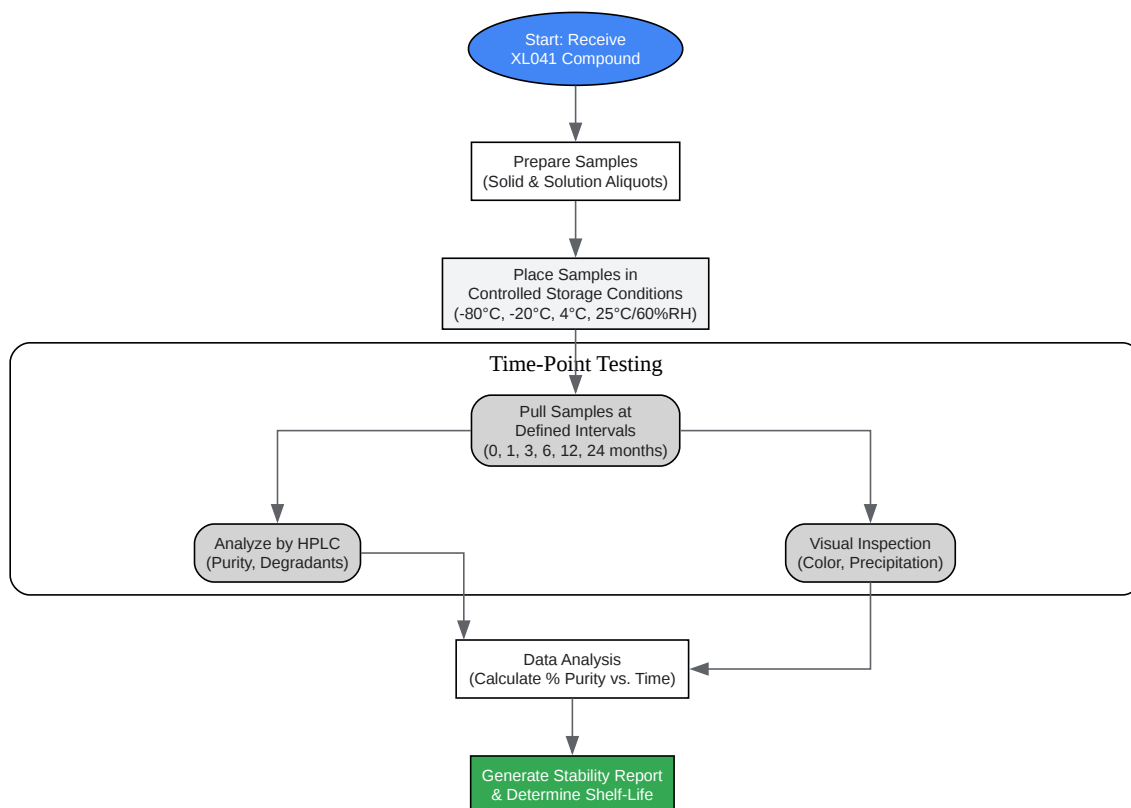 Start: Receive
XL041 Compound
Prepare Samples
(Solid & Solution Aliquots)
Place Samples in
Controlled Storage Conditions
(-80°C, -20°C, 4°C, 25°C/60%RH)
Time-Point Testing
Pull Samples at
Defined Intervals
(0, 1, 3, 6, 12, 24 months)
Analyze by HPLC
(Purity, Degradants)
Visual Inspection
(Color, Precipitation)
Data Analysis
(Calculate % Purity vs. Time)
Generate Stability Report
& Determine Shelf-Life